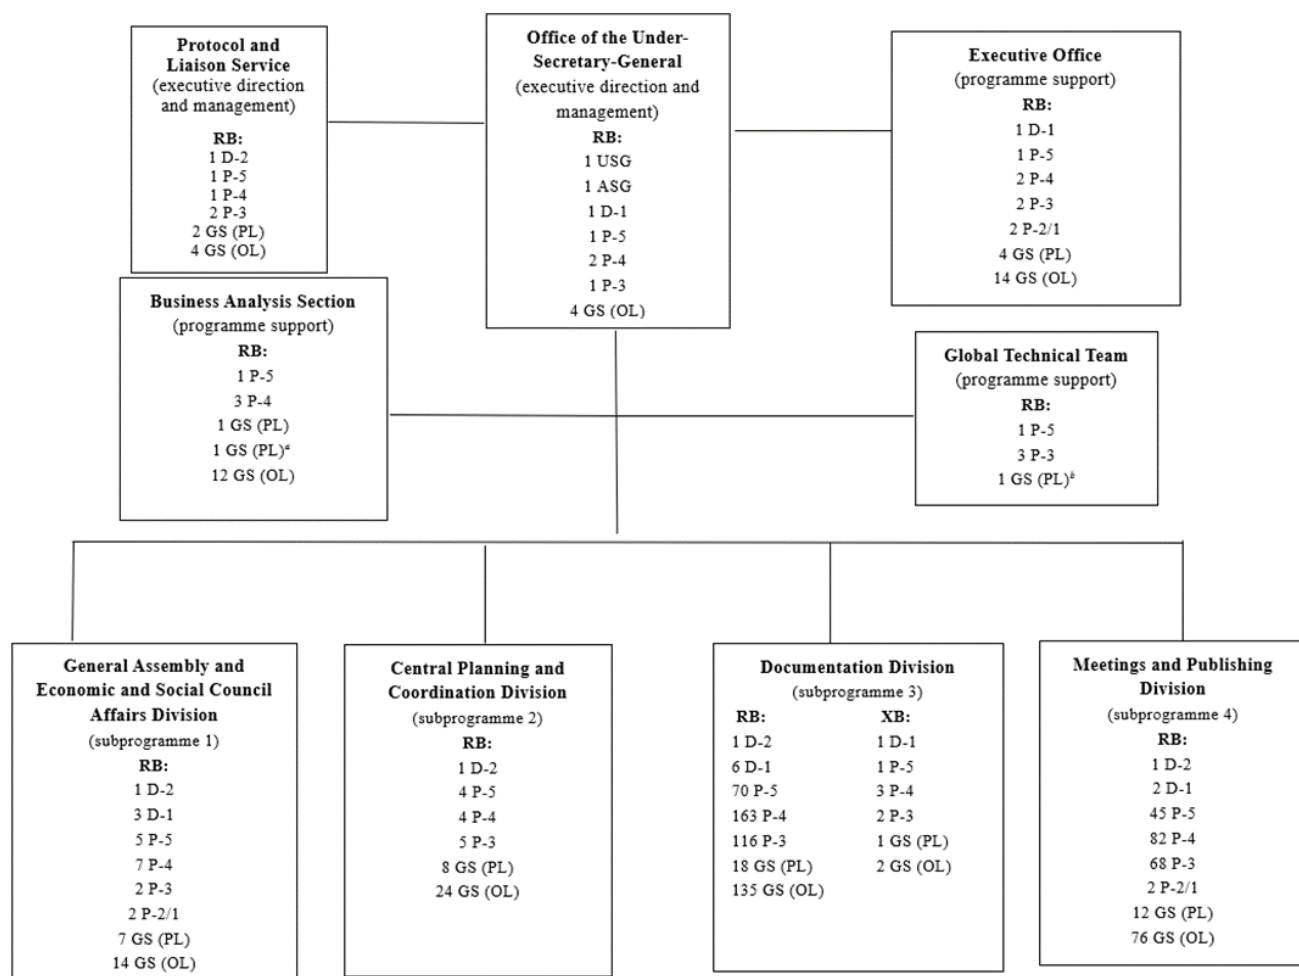 Protocol and
Liaison Service
(executive direction
and management)
RB:
1 D-2
1 P-5
1 P-4
2 P-3
2 GS (PL)
4 GS (OL)
Office of the Under-
Secretary-General
(executive direction and
management)
RB:
1 USG
1 ASG
1 D-1
1 P-5
2 P-4
1 P-3
4 GS (OL)
Executive Office
(programme support)
RB:
1 D-1
1 P-5
2 P-4
2 P-3
2 P-2/1
4 GS (PL)
14 GS (OL)
Business Analysis Section
(programme support)
RB:
1 P-5
3 P-4
1 GS (PL)
1 GS (PL)ᵃ
12 GS (OL)
Global Technical Team
(programme support)
RB:
1 P-5
3 P-3
1 GS (PL)ᵇ
General Assembly and
Economic and Social Council
Affairs Division
(subprogramme 1)
RB:
1 D-2
3 D-1
5 P-5
7 P-4
2 P-3
2 P-2/1
7 GS (PL)
14 GS (OL)
Central Planning and
Coordination Division
(subprogramme 2)
RB:
1 D-2
4 P-5
4 P-4
5 P-3
8 GS (PL)
24 GS (OL)
Documentation Division
(subprogramme 3)
RB: XB:
1 D-2 1 D-1
6 D-1 1 P-5
70 P-5 3 P-4
163 P-4 2 P-3
116 P-3 1 GS (PL)
18 GS (PL) 2 GS (OL)
135 GS (OL)
Meetings and Publishing
Division
(subprogramme 4)
RB:
1 D-2
2 D-1
45 P-5
82 P-4
68 P-3
2 P-2/1
12 GS (PL)
76 GS (OL)